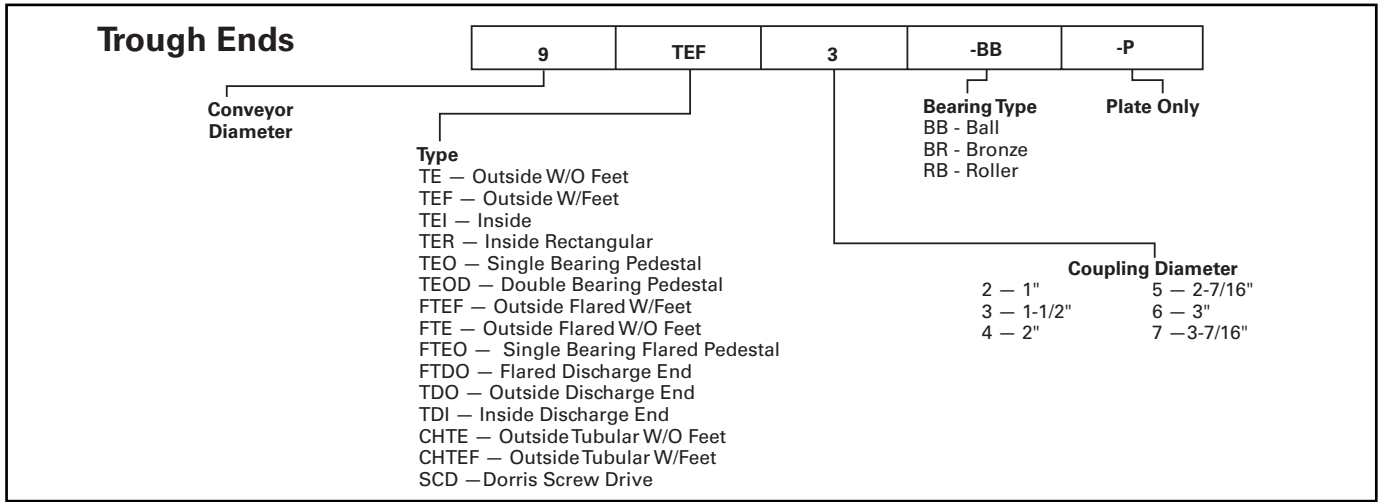 Trough Ends
9 TEF 3 -BB -P
Conveyor
Diameter
Bearing Type
BB - Ball
BR - Bronze
RB - Roller
Plate Only
Type
TE — Outside W/O Feet
TEF — Outside W/Feet
TEI — Inside
TER — Inside Rectangular
TEO — Single Bearing Pedestal
TEOD — Double Bearing Pedestal
FTEF — Outside Flared W/Feet
FTE — Outside Flared W/O Feet
FTEO — Single Bearing Flared Pedestal
FTDO — Flared Discharge End
TDO — Outside Discharge End
TDI — Inside Discharge End
CHTE — Outside Tubular W/O Feet
CHTEF — Outside Tubular W/Feet
SCD —Dorris Screw Drive
Coupling Diameter
2 — 1" 5 — 2-7/16"
3 — 1-1/2" 6 — 3"
4 — 2" 7 —3-7/16"